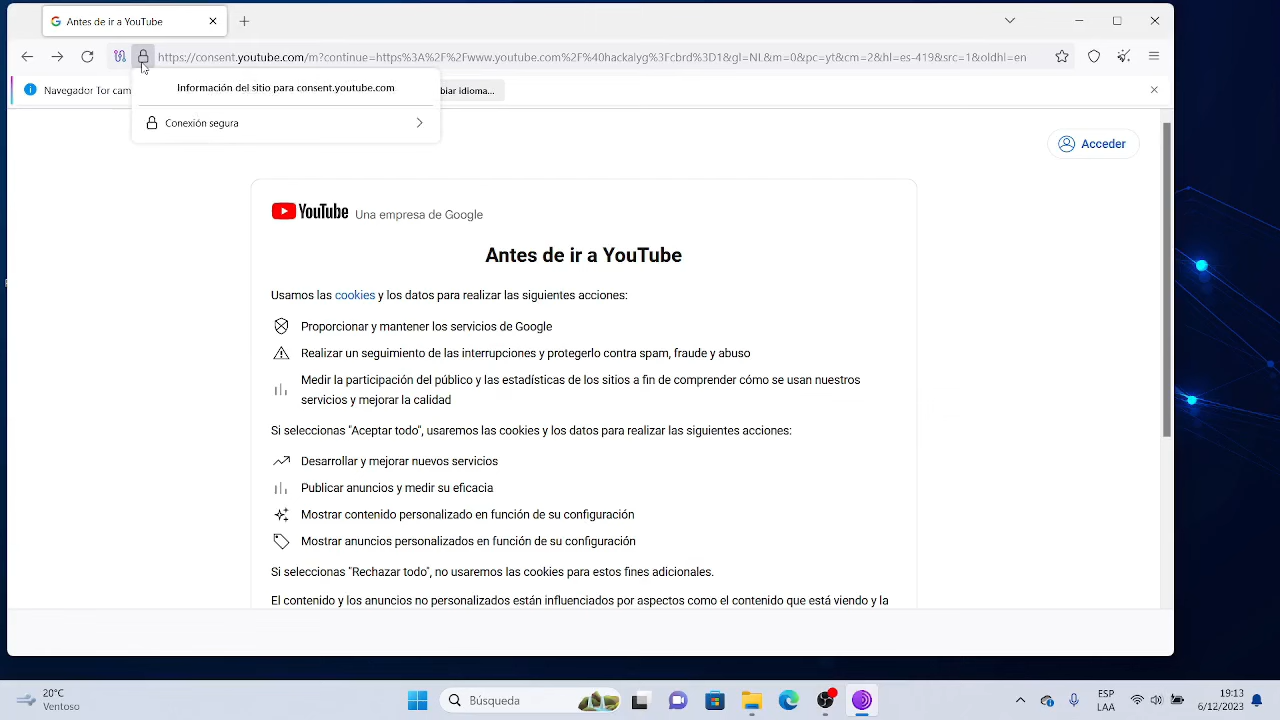 Antes de ir a YouTube
https://consent.youtube.com/m?continue=https%3A%2F%2Fwww.youtube.com%2F%40hackalyg%3Fcbrd%3D1&gl=NL&m=0&pc=yt&cm=2&hl=es-419&src=1&oldhl=en
Navegador Tor cam
biar idioma...
Información del sitio para consent.youtube.com
Conexión segura
Acceder
YouTube Una empresa de Google
Antes de ir a YouTube
Usamos las cookies y los datos para realizar las siguientes acciones:
Proporcionar y mantener los servicios de Google
Realizar un seguimiento de las interrupciones y protegerlo contra spam, fraude y abuso
Medir la participación del público y las estadísticas de los sitios a fin de comprender cómo se usan nuestros
servicios y mejorar la calidad
Si seleccionas "Aceptar todo", usaremos las cookies y los datos para realizar las siguientes acciones:
Desarrollar y mejorar nuevos servicios
Publicar anuncios y medir su eficacia
Mostrar contenido personalizado en función de su configuración
Mostrar anuncios personalizados en función de su configuración
Si seleccionas "Rechazar todo", no usaremos las cookies para estos fines adicionales.
El contenido y los anuncios no personalizados están influenciados por aspectos como el contenido que está viendo y la
20°C
Ventoso
Búsqueda
ESP
LAA
19:13
6/12/2023